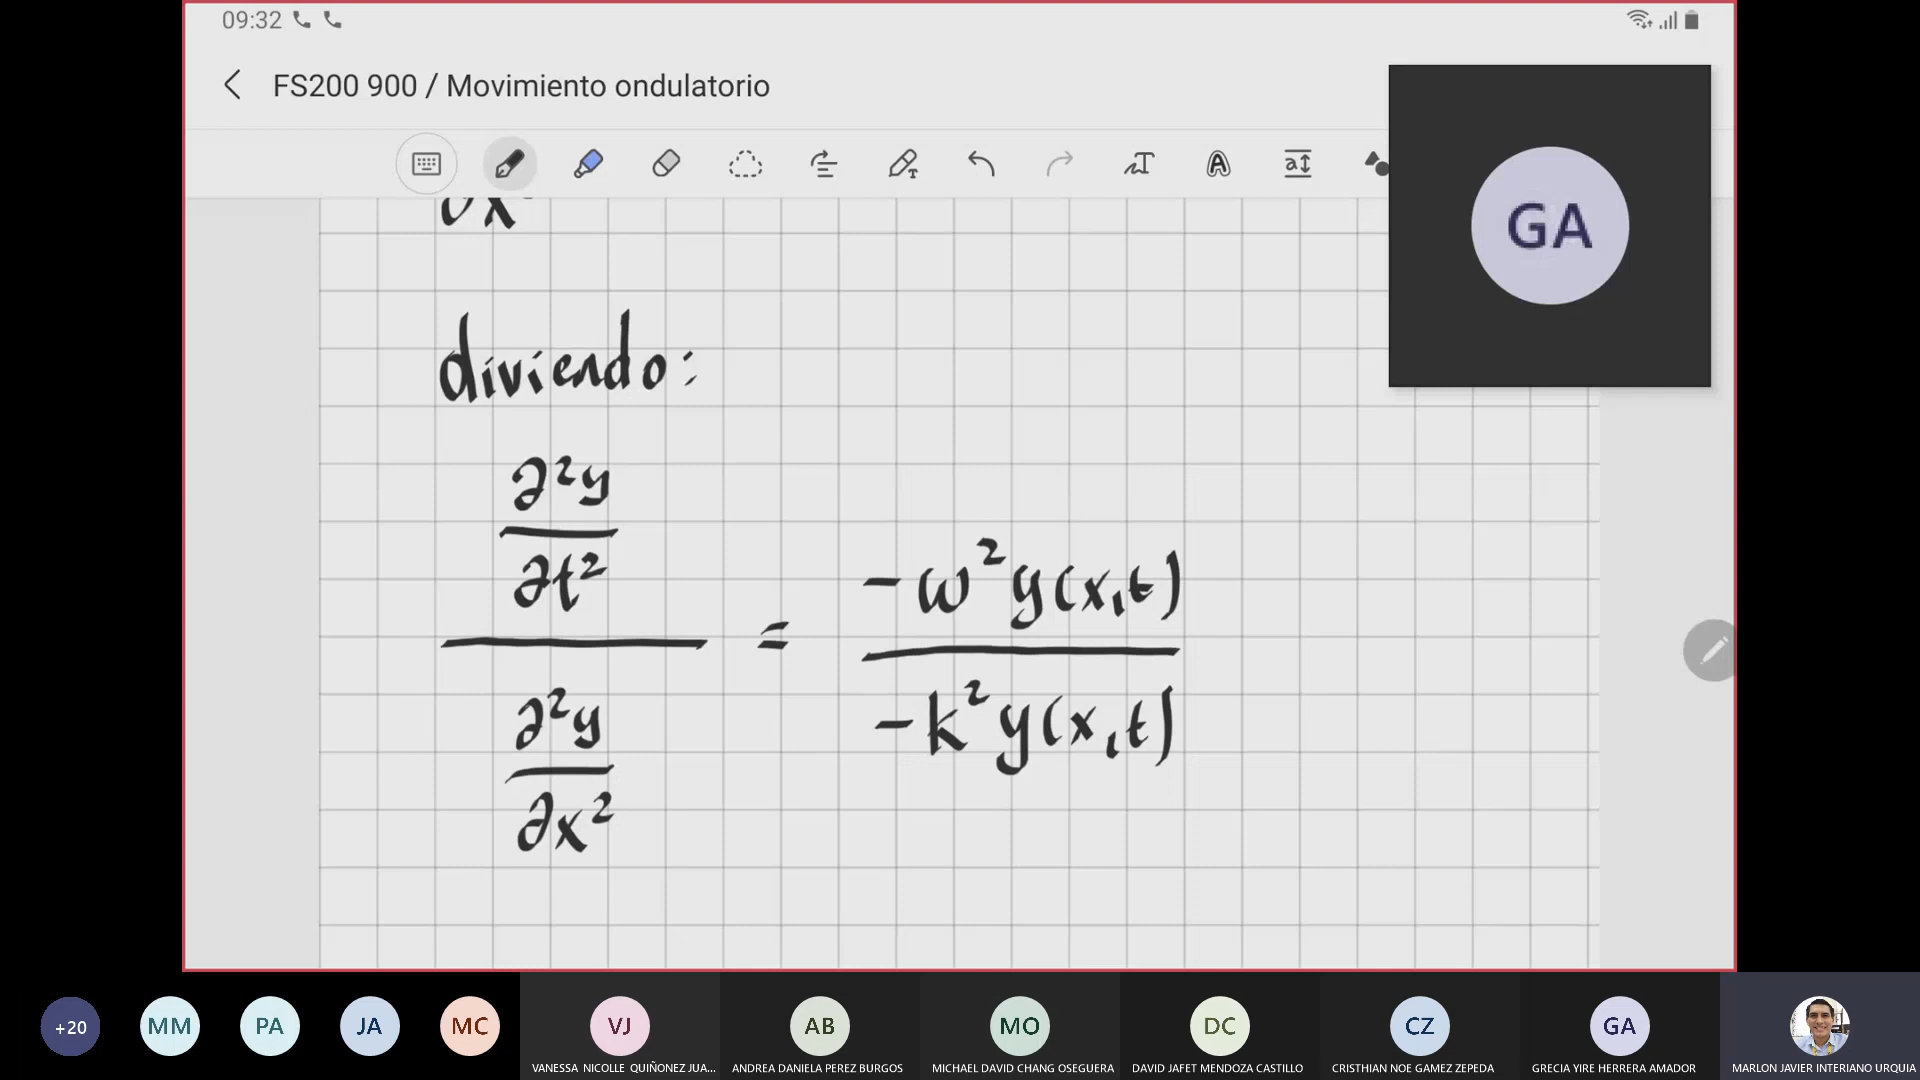 09:32
FS200 900 / Movimiento ondulatorio
GA
∂x²
diviendo:
∂²y
∂t²
∂²y
∂x²
=
-ω²y(x,t)
-k²y(x,t)
+20
MM
PA
JA
MC
VJ
VANESSA NICOLLE QUIÑONEZ JUA...
AB
ANDREA DANIELA PEREZ BURGOS
MO
MICHAEL DAVID CHANG OSEGUERA
DC
DAVID JAFET MENDOZA CASTILLO
CZ
CRISTHIAN NOE GAMEZ ZEPEDA
GA
GRECIA YIRE HERRERA AMADOR
MARLON JAVIER INTERIANO URQUIA